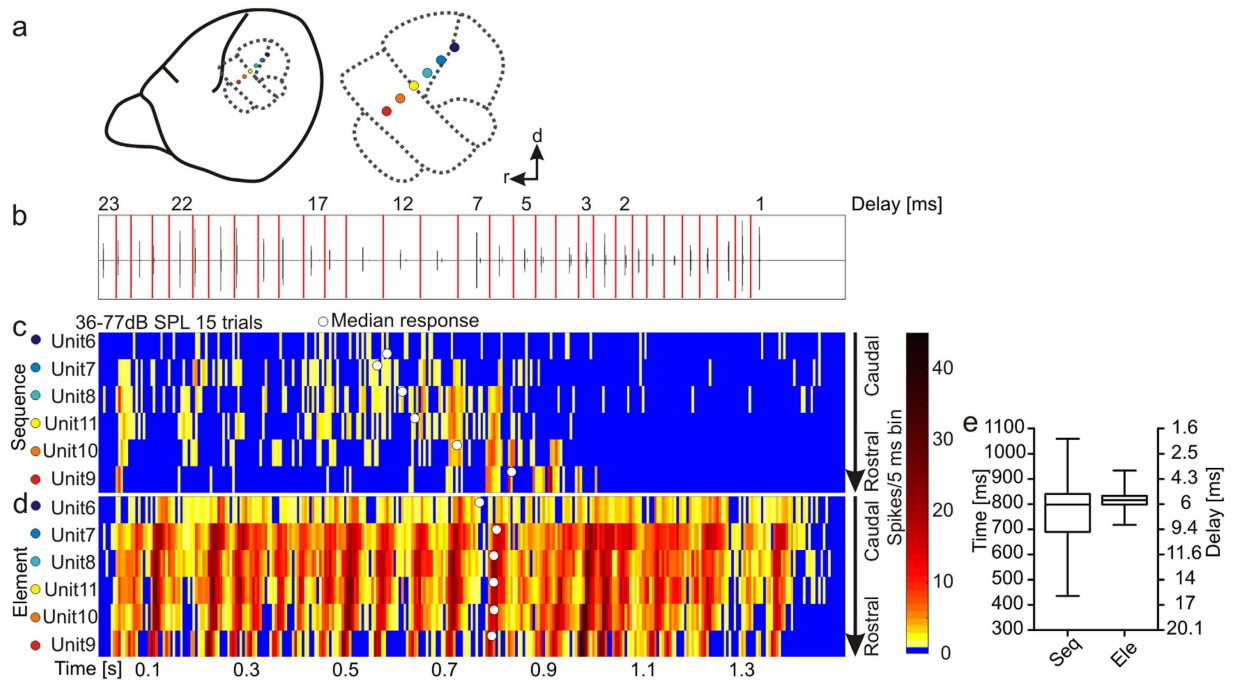 a
d
r
b
23 22 17 12 7 5 3 2 1 Delay [ms]
36-77dB SPL 15 trials Median response
c
Sequence
Unit6
Unit7
Unit8
Unit11
Unit10
Unit9
Caudal
Rostral
d
Element
Unit6
Unit7
Unit8
Unit11
Unit10
Unit9
Caudal
Rostral
Time [s] 0.1 0.3 0.5 0.7 0.9 1.1 1.3
Spikes/5 ms bin
40
30
20
10
0
e
Time [ms]
1100
1000
900
800
700
600
500
400
300
1.6
2.5
4.3
6
9.4
11.6
14
17
20.1
Delay [ms]
Seq Ele